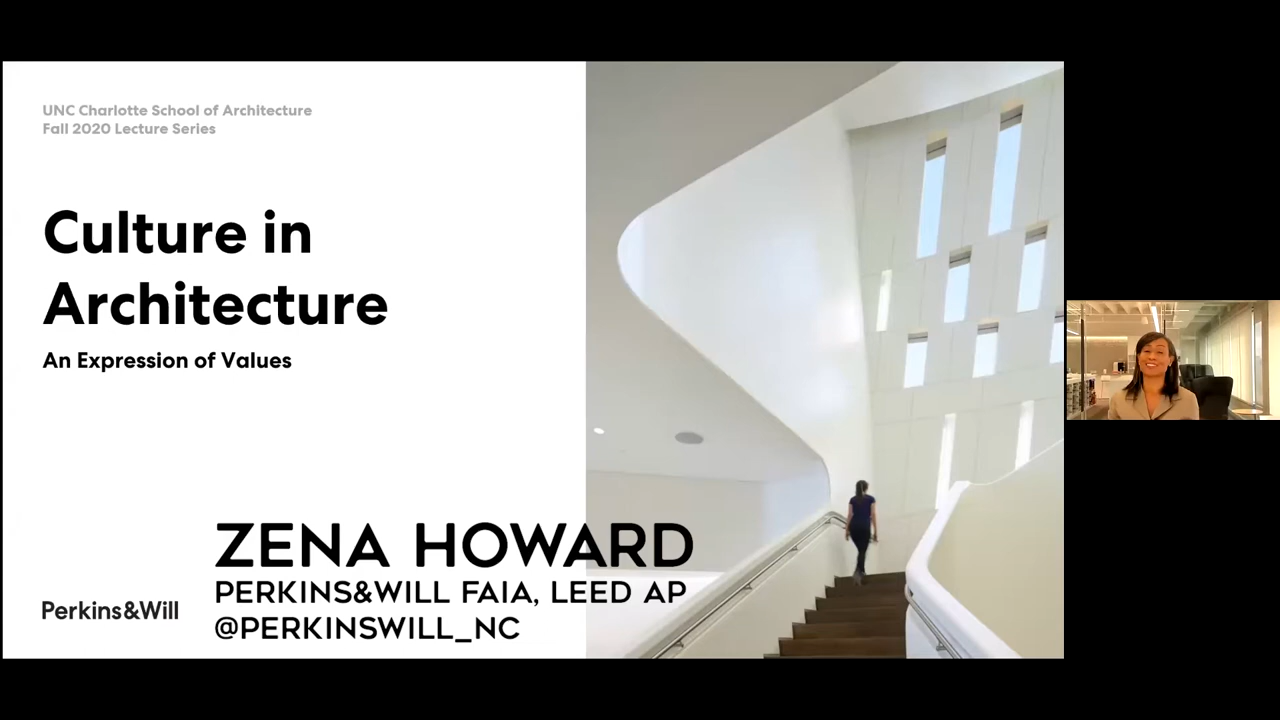 UNC Charlotte School of Architecture
Fall 2020 Lecture Series
Culture in
Architecture
An Expression of Values
ZENA HOWARD
PERKINS&WILL FAIA, LEED AP
@PERKINSWILL_NC
Perkins&Will